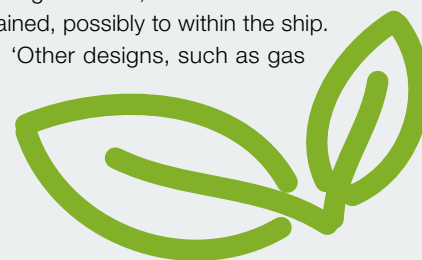 ained, possibly to within the ship.
‘Other designs, such as gas